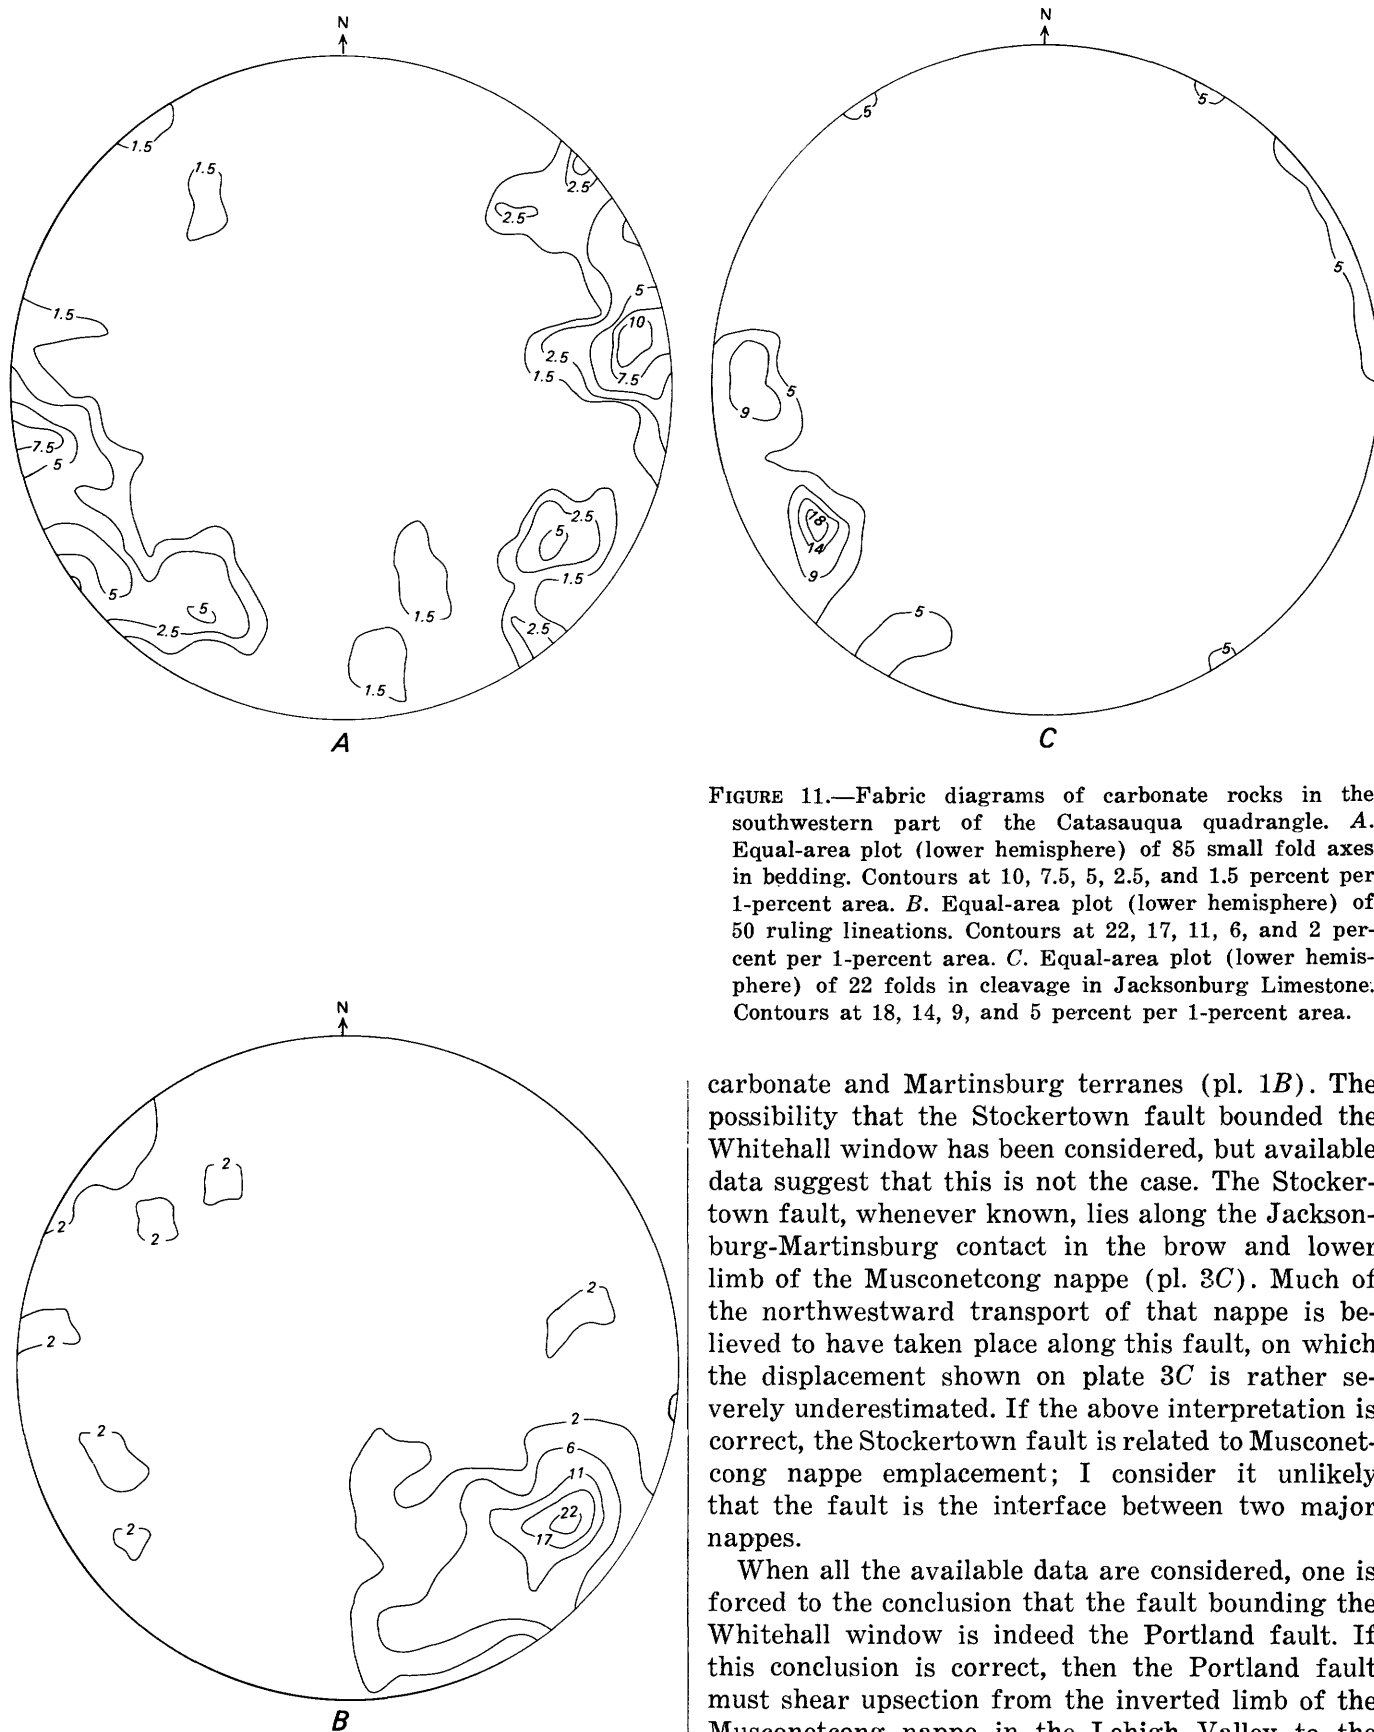 N
1.5
1.5
2.5
2.5
1.5
5
10
2.5
1.5
7.5
7.5
5
5
5
2.5
2.5
5
1.5
2.5
1.5
1.5
A
N
5
5
5
5
9
18
14
9
5
5
C
FIGURE 11.—Fabric diagrams of carbonate rocks in the
southwestern part of the Catasauqua quadrangle. A.
Equal-area plot (lower hemisphere) of 85 small fold axes
in bedding. Contours at 10, 7.5, 5, 2.5, and 1.5 percent per
1-percent area. B. Equal-area plot (lower hemisphere) of
50 ruling lineations. Contours at 22, 17, 11, 6, and 2 per-
cent per 1-percent area. C. Equal-area plot (lower hemis-
phere) of 22 folds in cleavage in Jacksonburg Limestone.
Contours at 18, 14, 9, and 5 percent per 1-percent area.
N
2
2
2
2
2
2
2
2
6
11
22
17
B
carbonate and Martinsburg terranes (pl. 1B). The
possibility that the Stockertown fault bounded the
Whitehall window has been considered, but available
data suggest that this is not the case. The Stocker-
town fault, whenever known, lies along the Jackson-
burg-Martinsburg contact in the brow and lower
limb of the Musconetcong nappe (pl. 3C). Much of
the northwestward transport of that nappe is be-
lieved to have taken place along this fault, on which
the displacement shown on plate 3C is rather se-
verely underestimated. If the above interpretation is
correct, the Stockertown fault is related to Musconet-
cong nappe emplacement; I consider it unlikely
that the fault is the interface between two major
nappes.
When all the available data are considered, one is
forced to the conclusion that the fault bounding the
Whitehall window is indeed the Portland fault. If
this conclusion is correct, then the Portland fault
must shear upsection from the inverted limb of the
Musconetcong nappe in the Lehigh Valley to the